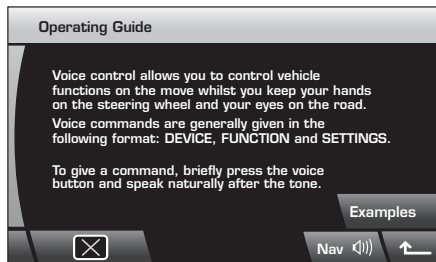 Operating Guide
Voice control allows you to control vehicle
functions on the move whilst you keep your hands
on the steering wheel and your eyes on the road.
Voice commands are generally given in the
following format: DEVICE, FUNCTION and SETTINGS.
To give a command, briefly press the voice
button and speak naturally after the tone.
Examples
Nav